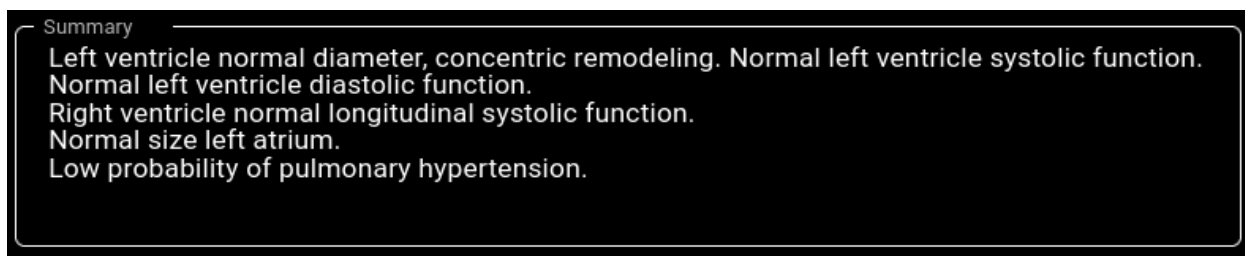 Summary
Left ventricle normal diameter, concentric remodeling. Normal left ventricle systolic function.
Normal left ventricle diastolic function.
Right ventricle normal longitudinal systolic function.
Normal size left atrium.
Low probability of pulmonary hypertension.